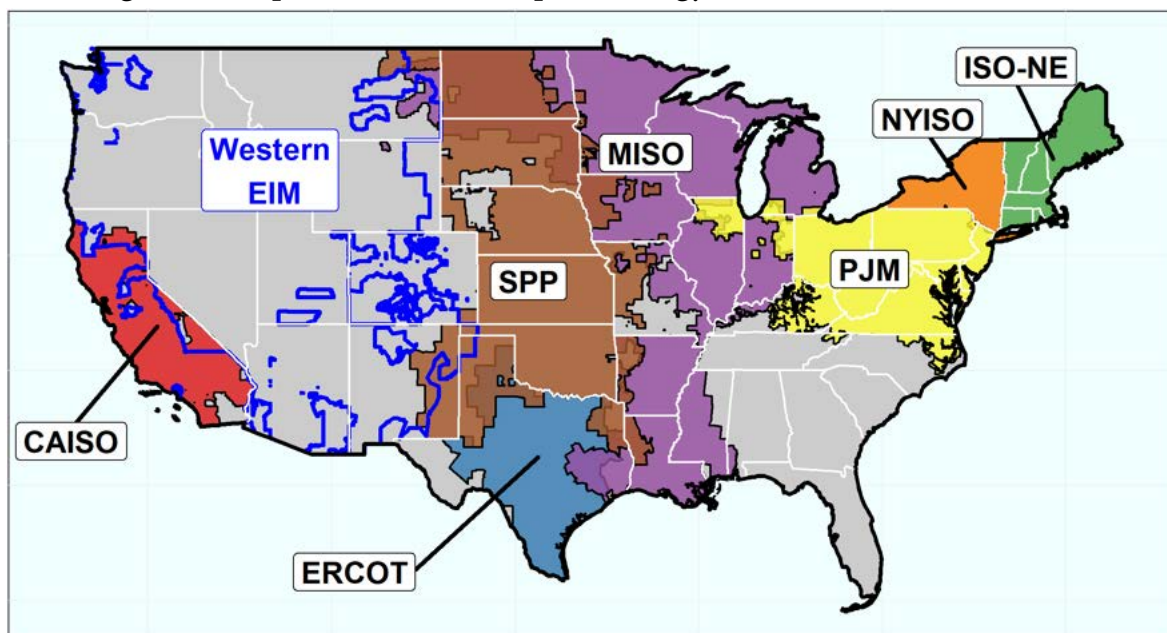 ISO-NE
NYISO
Western
EIM
MISO
SPP
PJM
CAISO
ERCOT